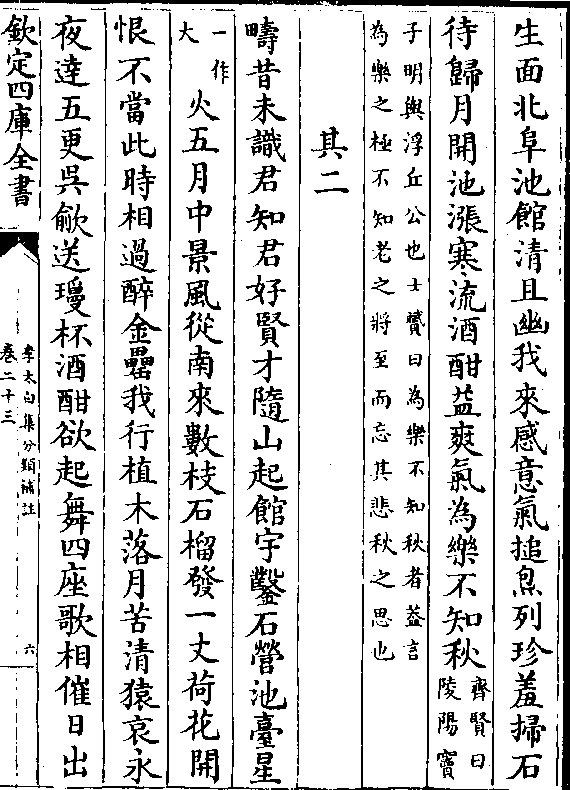 生面北阜池館清且幽我來感意氣搥炰列珍羞掃石
待歸月開池漲寒流酒酣益爽氣為樂不知秋
齊賢曰
陵陽竇
子明與浮丘公也士贇曰為樂不知秋者葢言
為樂之極不知老之將至而忘其悲秋之思也
其二
疇昔未識君知君好賢才隨山起館宇鑿石營池臺星
一作
大
火五月中景風從南來數枝石榴發一丈荷花開
恨不當此時相過醉金罍我行植木落月苦清猿哀永
夜達五更吳歈送瓊杯酒酣欲起舞四座歌相催日出
欽定四庫全書
李太白集分類補註
卷二十三
六